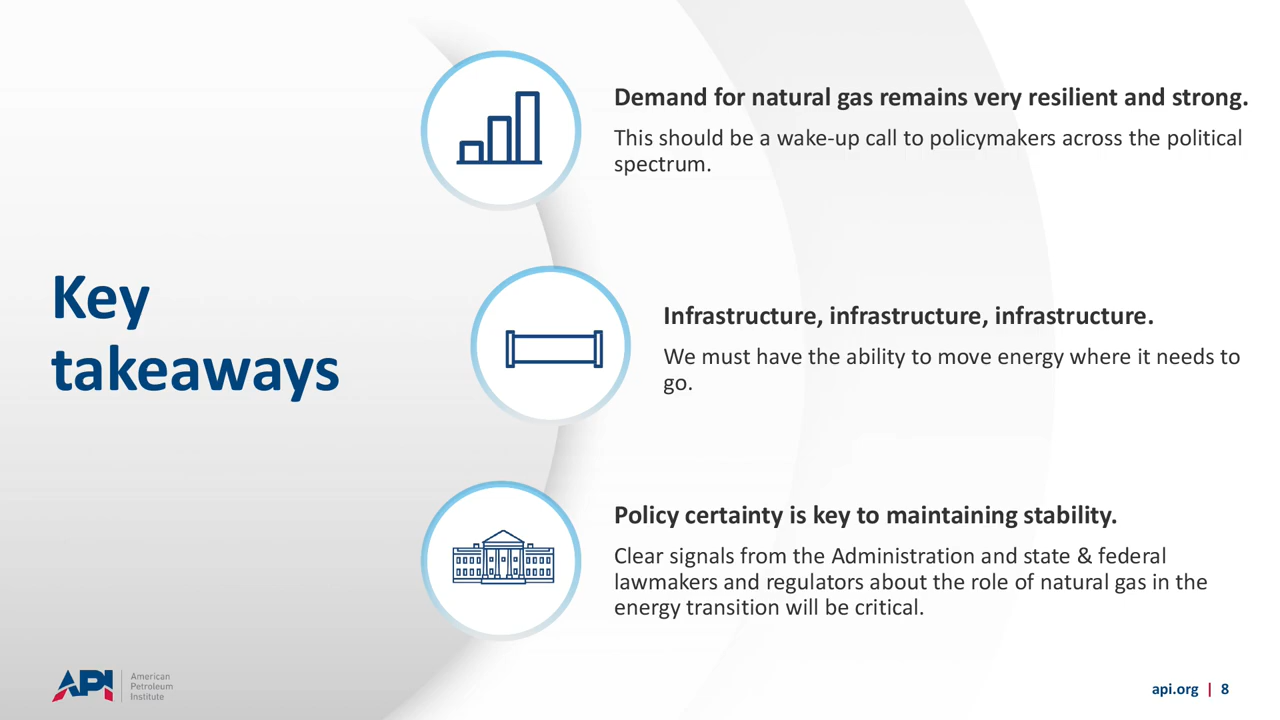 Key
takeaways
Demand for natural gas remains very resilient and strong.
This should be a wake-up call to policymakers across the political
spectrum.
Infrastructure, infrastructure, infrastructure.
We must have the ability to move energy where it needs to
go.
Policy certainty is key to maintaining stability.
Clear signals from the Administration and state & federal
lawmakers and regulators about the role of natural gas in the
energy transition will be critical.
API
American
Petroleum
Institute
api.org | 8